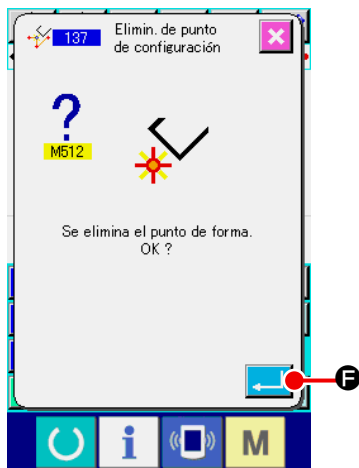 137
Elimin. de punto
de configuración
?
M512
Se elimina el punto de forma.
OK ?
F
i
M